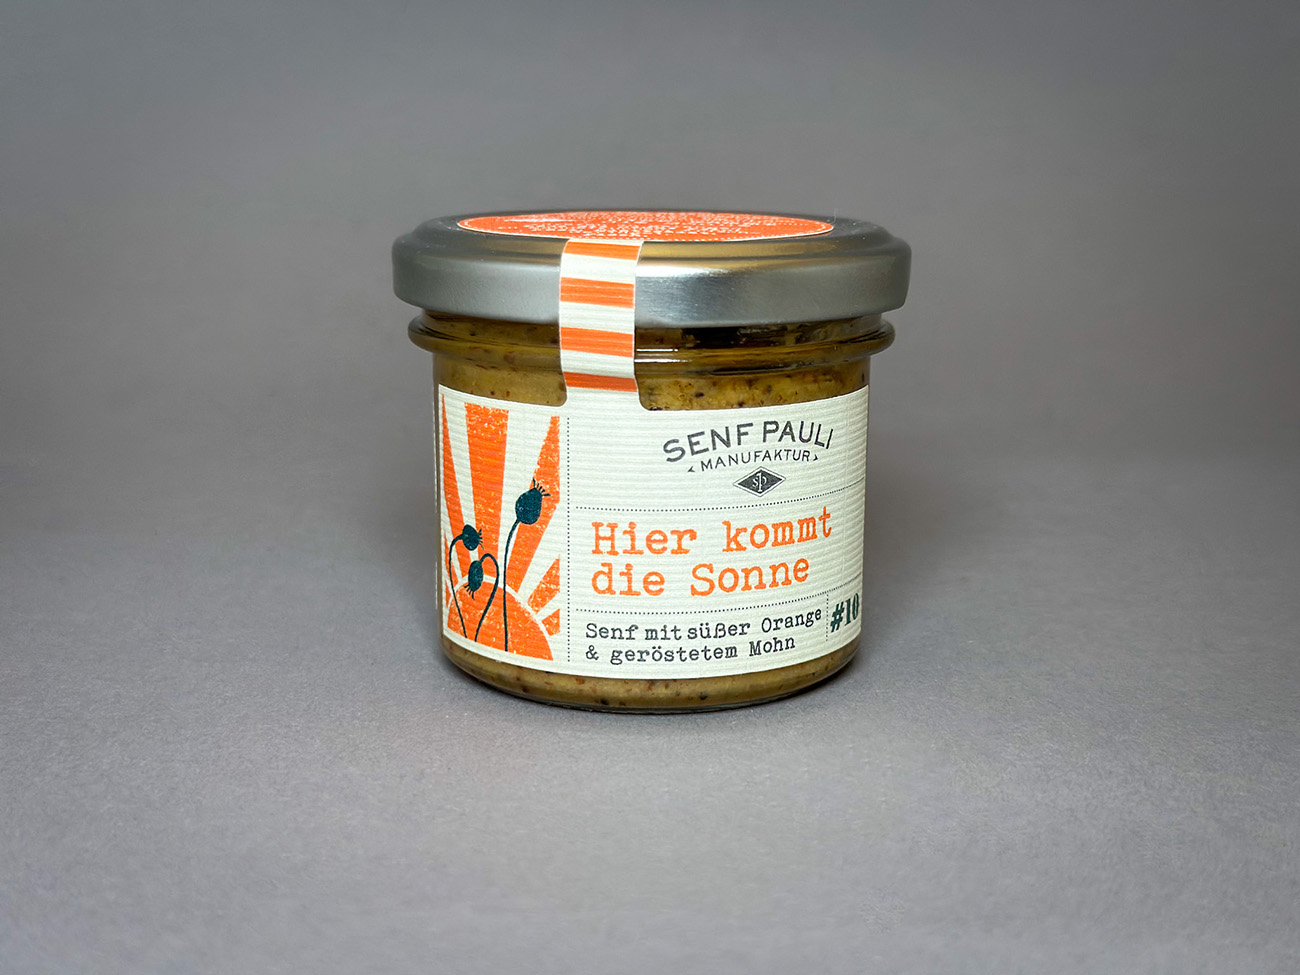 SENF PAULI
MANUFAKTUR
sp
Hier kommt
die Sonne
Senf mit süßer Orange
& geröstetem Mohn
#10